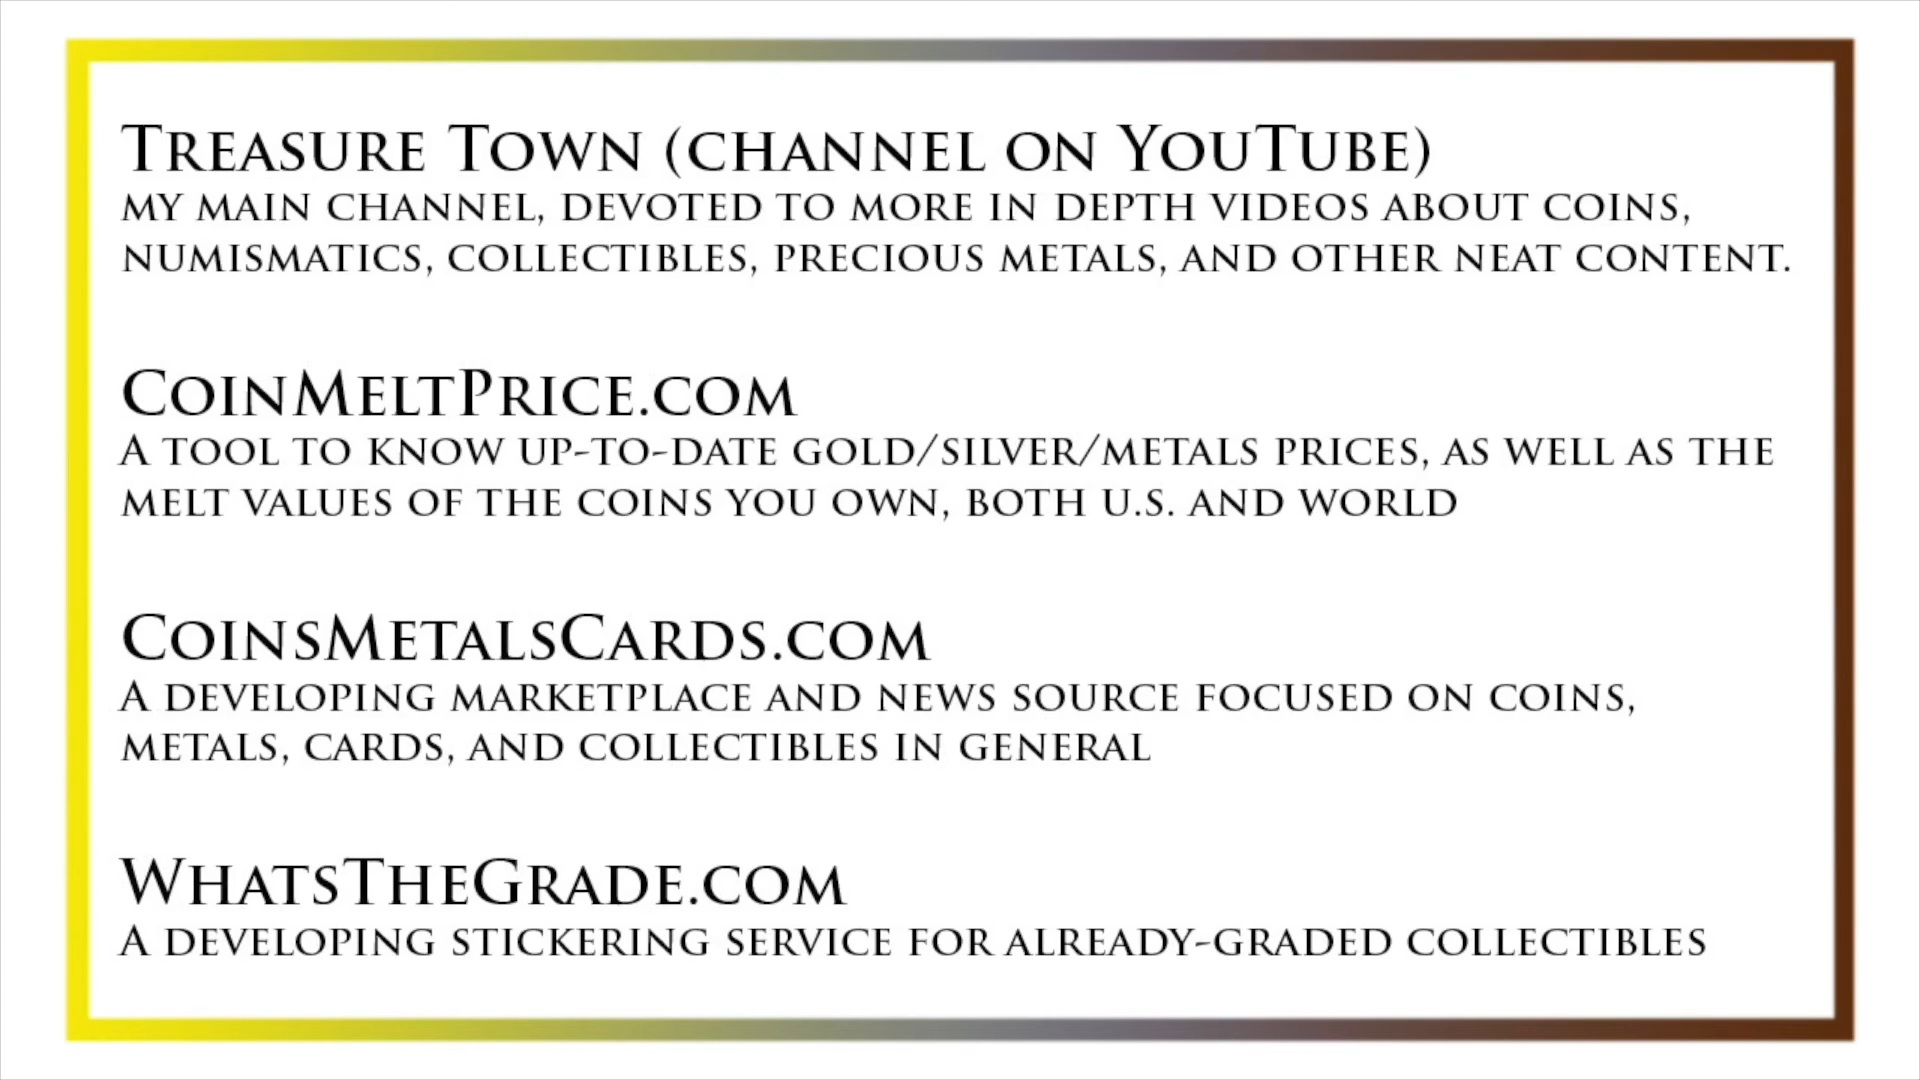 Treasure Town (channel on YouTube)
my main channel, devoted to more in depth videos about coins,
numismatics, collectibles, precious metals, and other neat content.
CoinMeltPrice.com
A tool to know up-to-date gold/silver/metals prices, as well as the
melt values of the coins you own, both U.S. and world
CoinsMetalsCards.com
A developing marketplace and news source focused on coins,
metals, cards, and collectibles in general
WhatsTheGrade.com
A developing stickering service for already-graded collectibles